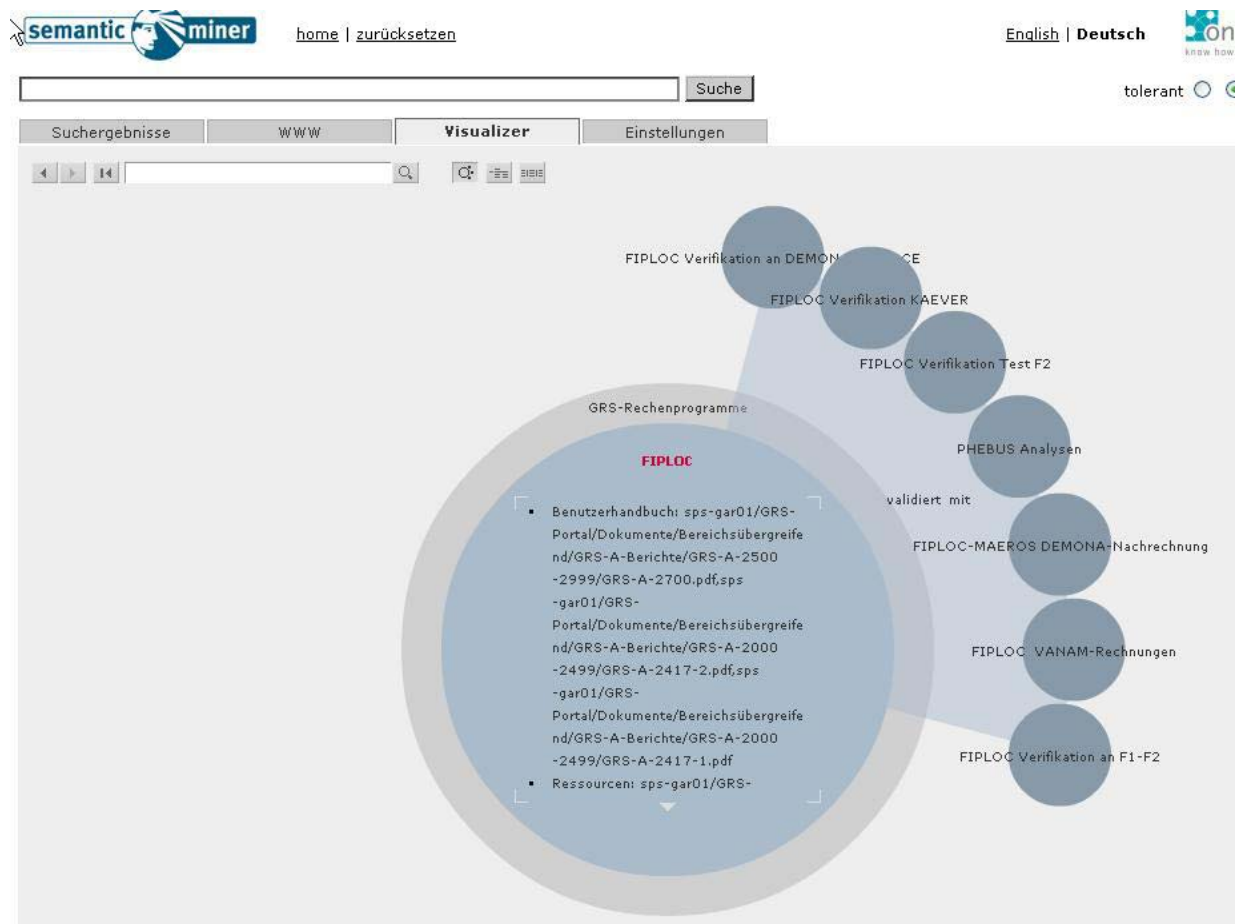 semantic miner
home | zurücksetzen
English | Deutsch
on
know how
Suche
tolerant
Suchergebnisse
WWW
Visualizer
Einstellungen
FIPLOC Verifikation an DEMON CE
FIPLOC Verifikation KAEVER
FIPLOC Verifikation Test F2
GRS-Rechenprogramme
PHEBUS Analysen
FIPLOC
validiert mit
• Benutzerhandbuch: sps-gar01/GRS-
Portal/Dokumente/Bereichsübergreife
nd/GRS-A-Berichte/GRS-A-2500
-2999/GRS-A-2700.pdf,sps
-gar01/GRS-
Portal/Dokumente/Bereichsübergreife
nd/GRS-A-Berichte/GRS-A-2000
-2499/GRS-A-2417-2.pdf,sps
-gar01/GRS-
Portal/Dokumente/Bereichsübergreife
nd/GRS-A-Berichte/GRS-A-2000
-2499/GRS-A-2417-1.pdf
• Ressourcen: sps-gar01/GRS-
FIPLOC-MAEROS DEMONA-Nachrechnung
FIPLOC VANAM-Rechnungen
FIPLOC Verifikation an F1-F2